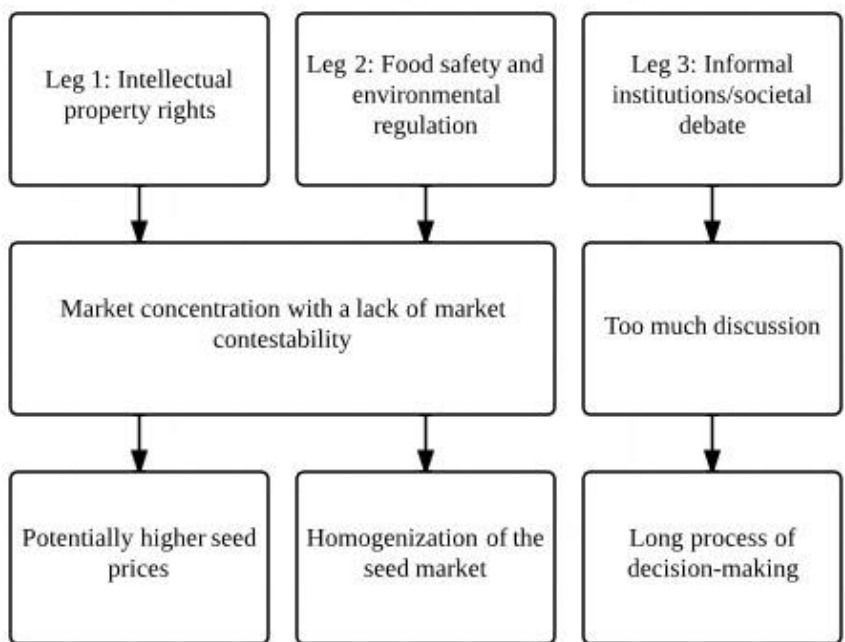 Leg 1: Intellectual
property rights
Leg 2: Food safety and
environmental
regulation
Leg 3: Informal
institutions/societal
debate
Market concentration with a lack of market
contestability
Too much discussion
Potentially higher seed
prices
Homogenization of the
seed market
Long process of
decision-making